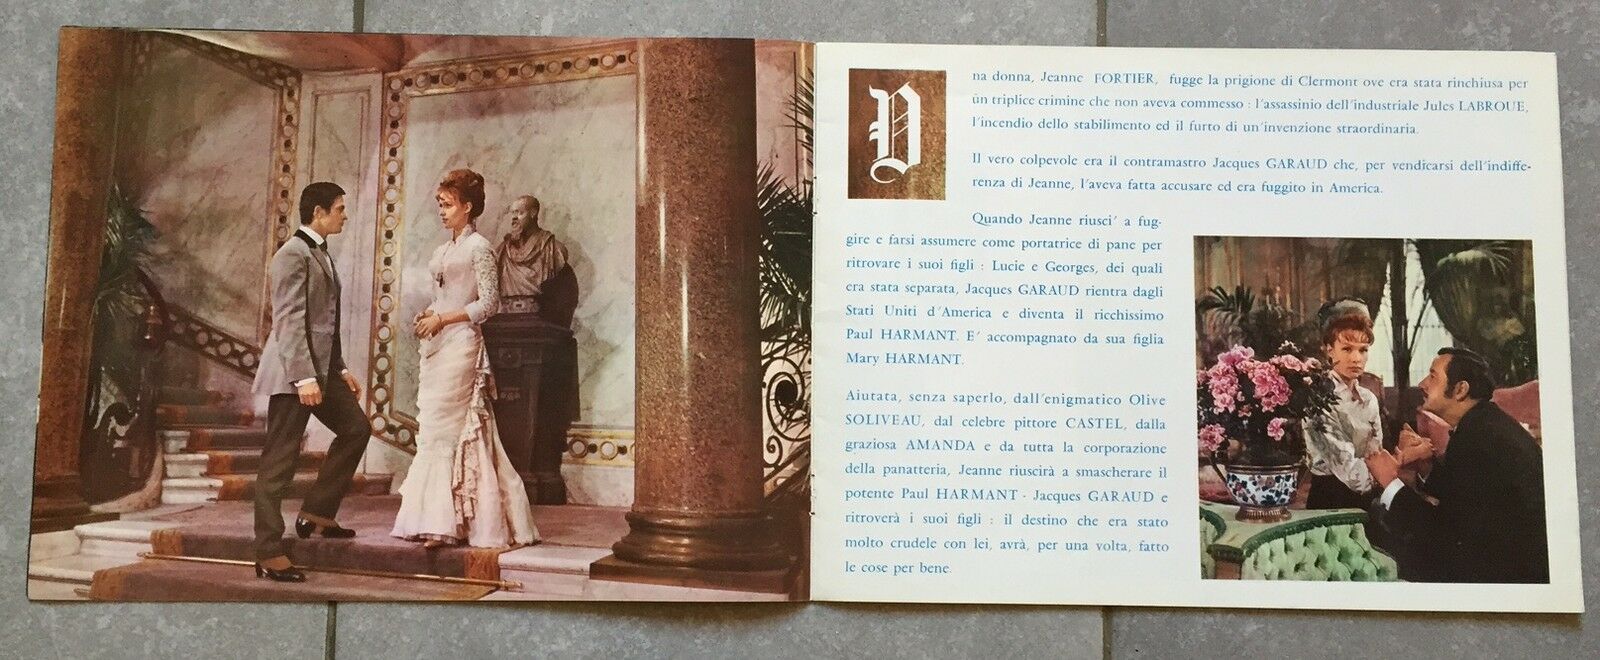 U
na donna, Jeanne FORTIER, fugge la prigione di Clermont ove era stata rinchiusa per
un triplice crimine che non aveva commesso : l'assassinio dell'industriale Jules LABROUE,
l'incendio dello stabilimento ed il furto di un'invenzione straordinaria.
Il vero colpevole era il contramastro Jacques GARAUD che, per vendicarsi dell'indiffe-
renza di Jeanne, l'aveva fatta accusare ed era fuggito in America.
Quando Jeanne riusci' a fug-
gire e farsi assumere come portatrice di pane per
ritrovare i suoi figli : Lucie e Georges, dei quali
era stata separata, Jacques GARAUD rientra dagli
Stati Uniti d'America e diventa il ricchissimo
Paul HARMANT. E' accompagnato da sua figlia
Mary HARMANT.
Aiutata, senza saperlo, dall'enigmatico Olive
SOLIVEAU, dal celebre pittore CASTEL, dalla
graziosa AMANDA e da tutta la corporazione
della panatteria, Jeanne riuscirà a smascherare il
potente Paul HARMANT - Jacques GARAUD e
ritroverà i suoi figli : il destino che era stato
molto crudele con lei, avrà, per una volta, fatto
le cose per bene.